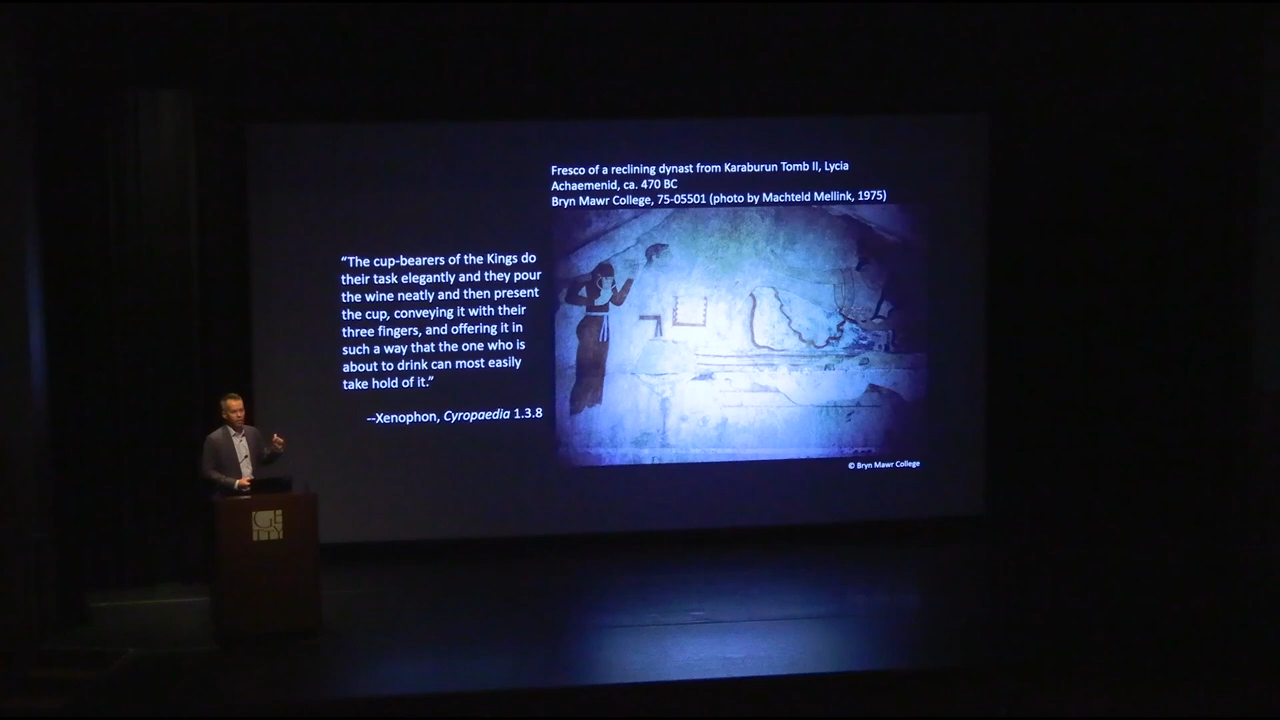 Fresco of a reclining dynast from Karaburun Tomb II, Lycia
Achaemenid, ca. 470 BC
Bryn Mawr College, 75-05501 (photo by Machteld Mellink, 1975)
“The cup-bearers of the Kings do
their task elegantly and they pour
the wine neatly and then present
the cup, conveying it with their
three fingers, and offering it in
such a way that the one who is
about to drink can most easily
take hold of it.”
--Xenophon, Cyropaedia 1.3.8
© Bryn Mawr College
GE
TTY